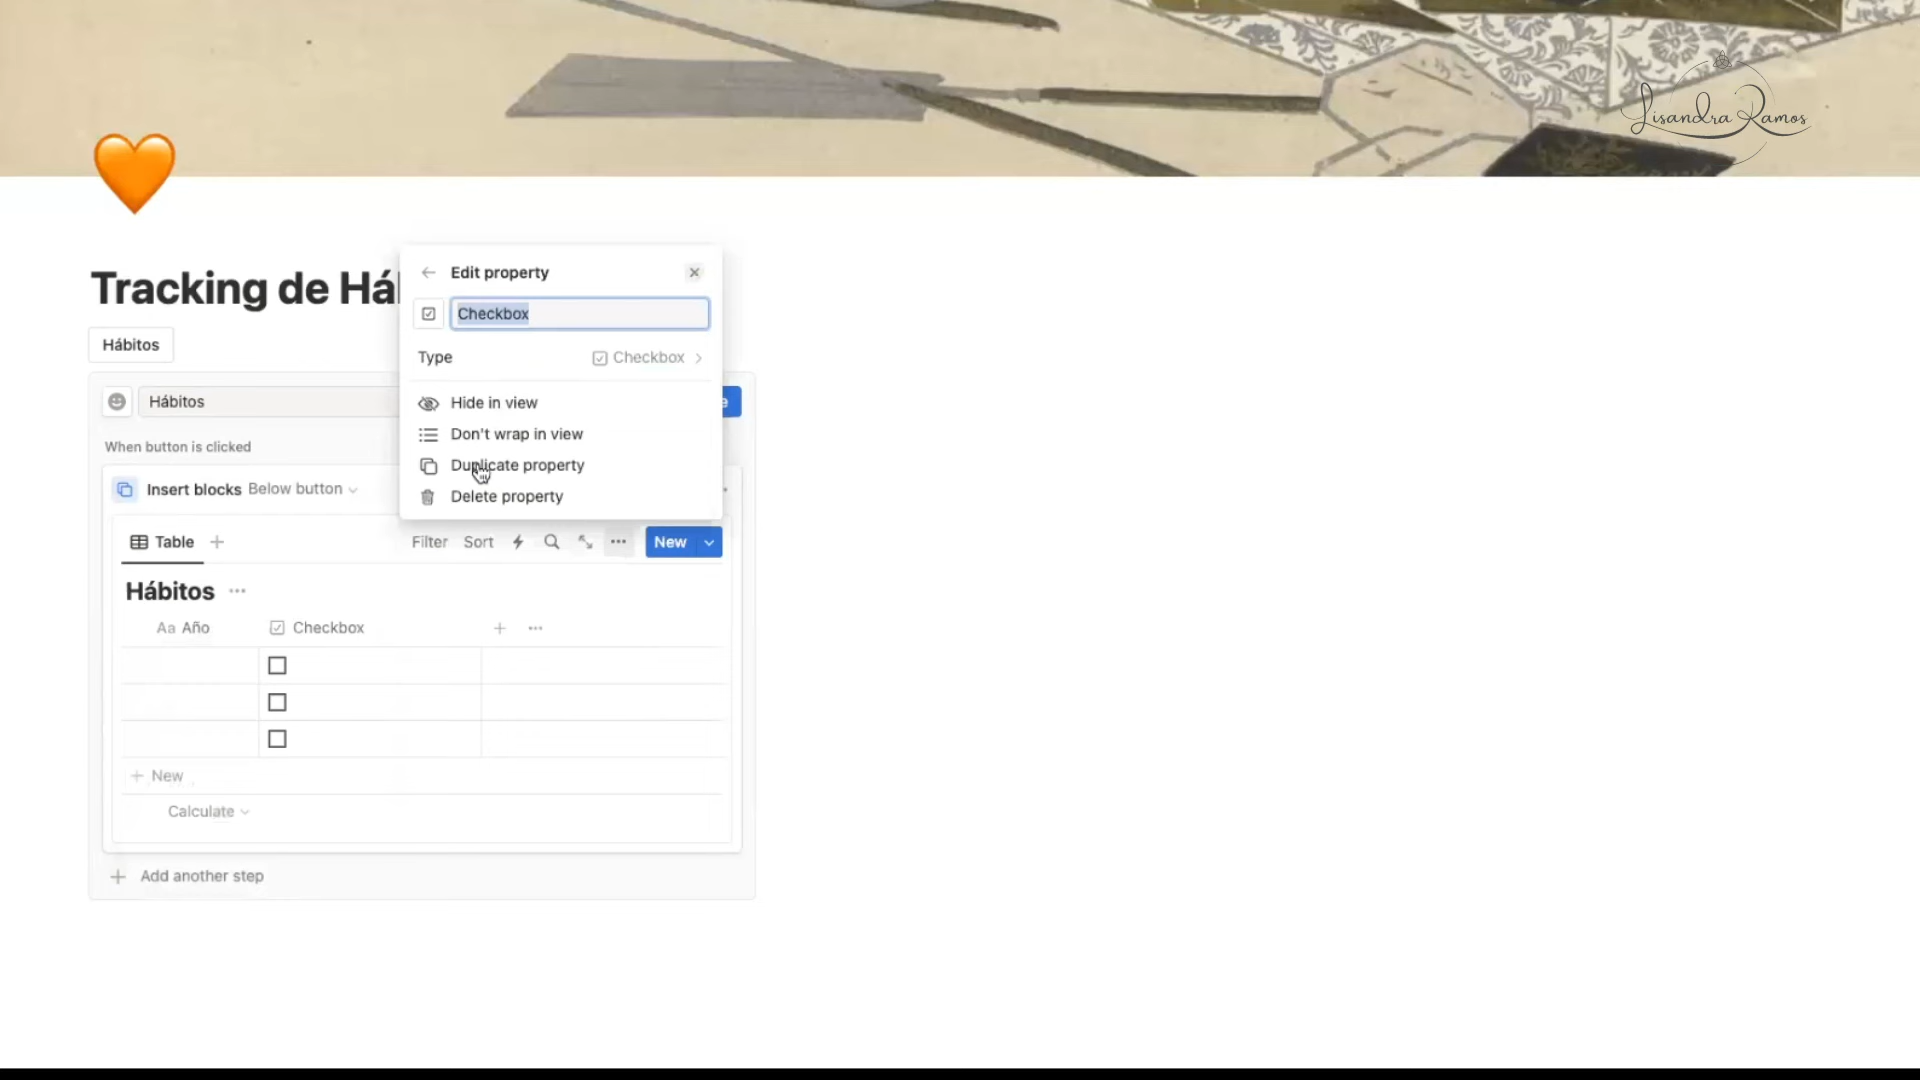 Lisandra Ramos
Tracking de Há
Edit property
Checkbox
Type Checkbox
Hábitos
Hide in view
Hábitos
Don't wrap in view
When button is clicked
Duplicate property
Insert blocks Below button
Delete property
Table Filter Sort New
Hábitos
Aa Año Checkbox
New
Calculate
Add another step